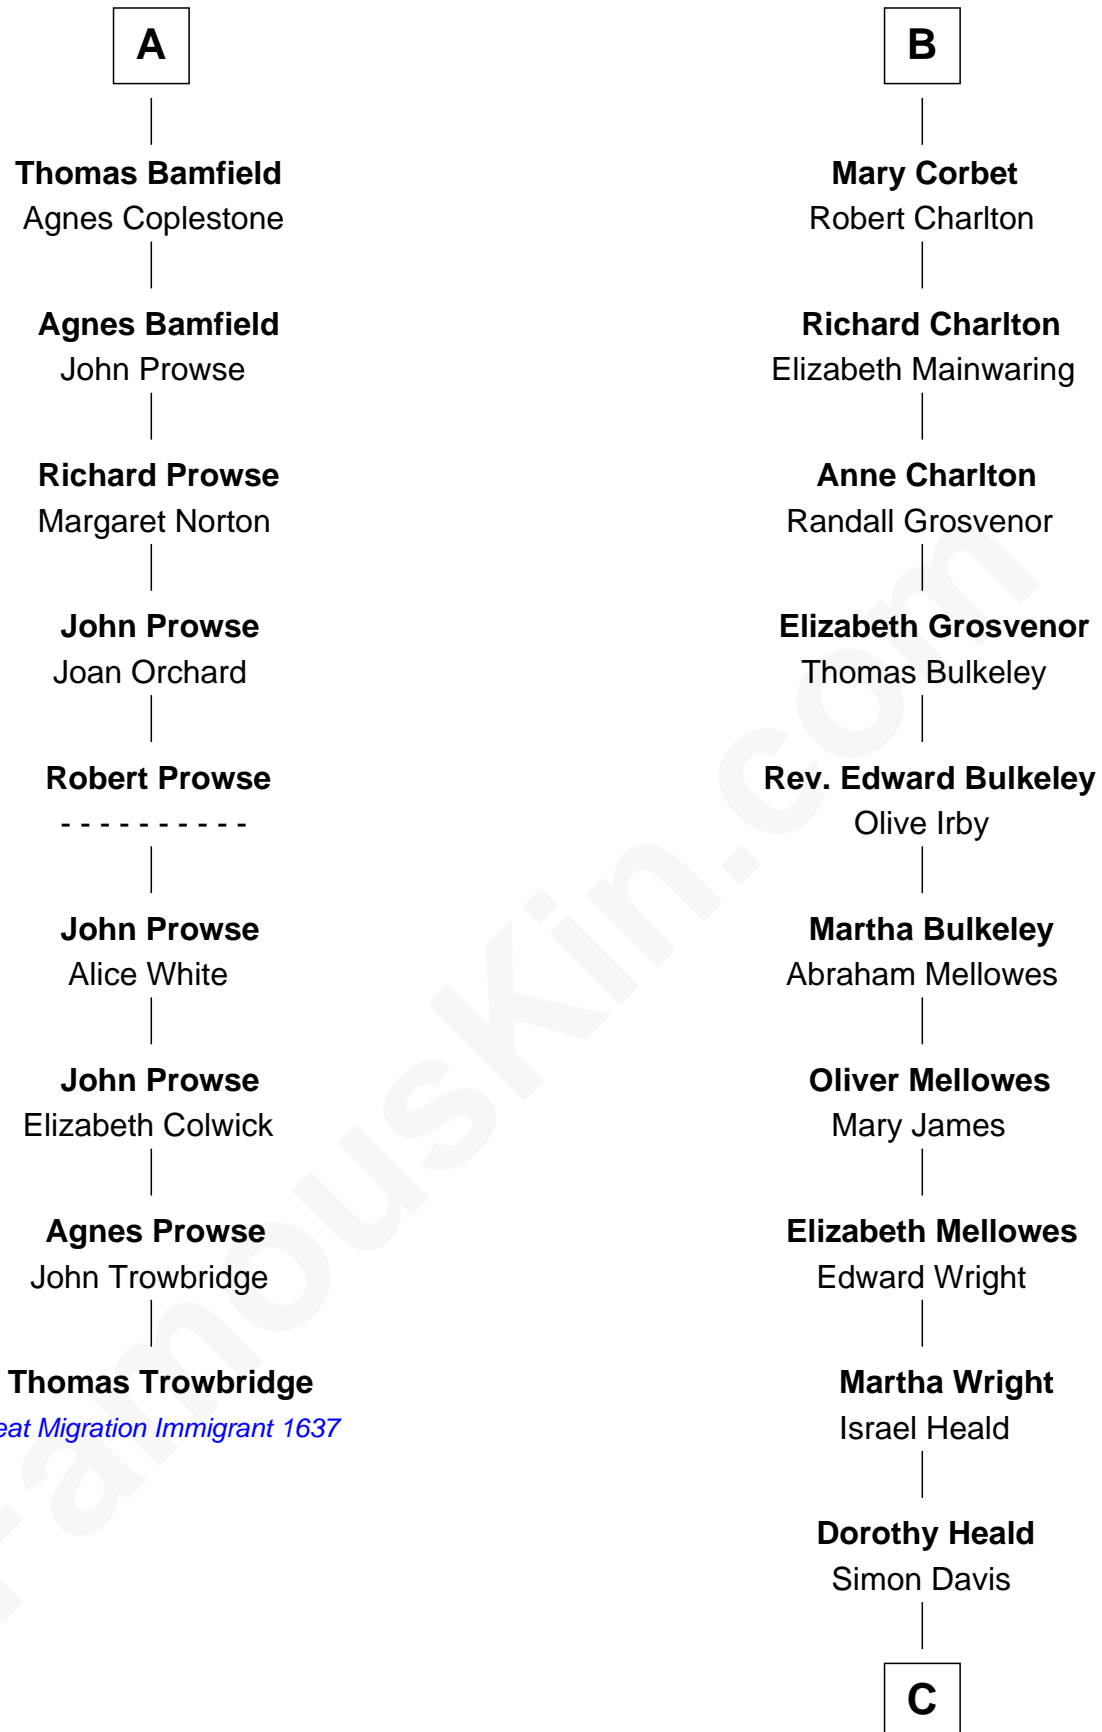 A
Thomas Bamfield
Agnes Coplestone
Agnes Bamfield
John Prowse
Richard Prowse
Margaret Norton
John Prowse
Joan Orchard
Robert Prowse
- - - - - - - - - -
John Prowse
Alice White
John Prowse
Elizabeth Colwick
Agnes Prowse
John Trowbridge
Thomas Trowbridge
eat Migration Immigrant 1637
B
Mary Corbet
Robert Charlton
Richard Charlton
Elizabeth Mainwaring
Anne Charlton
Randall Grosvenor
Elizabeth Grosvenor
Thomas Bulkeley
Rev. Edward Bulkeley
Olive Irby
Martha Bulkeley
Abraham Mellowes
Oliver Mellowes
Mary James
Elizabeth Mellowes
Edward Wright
Martha Wright
Israel Heald
Dorothy Heald
Simon Davis
C
FamousKin.com